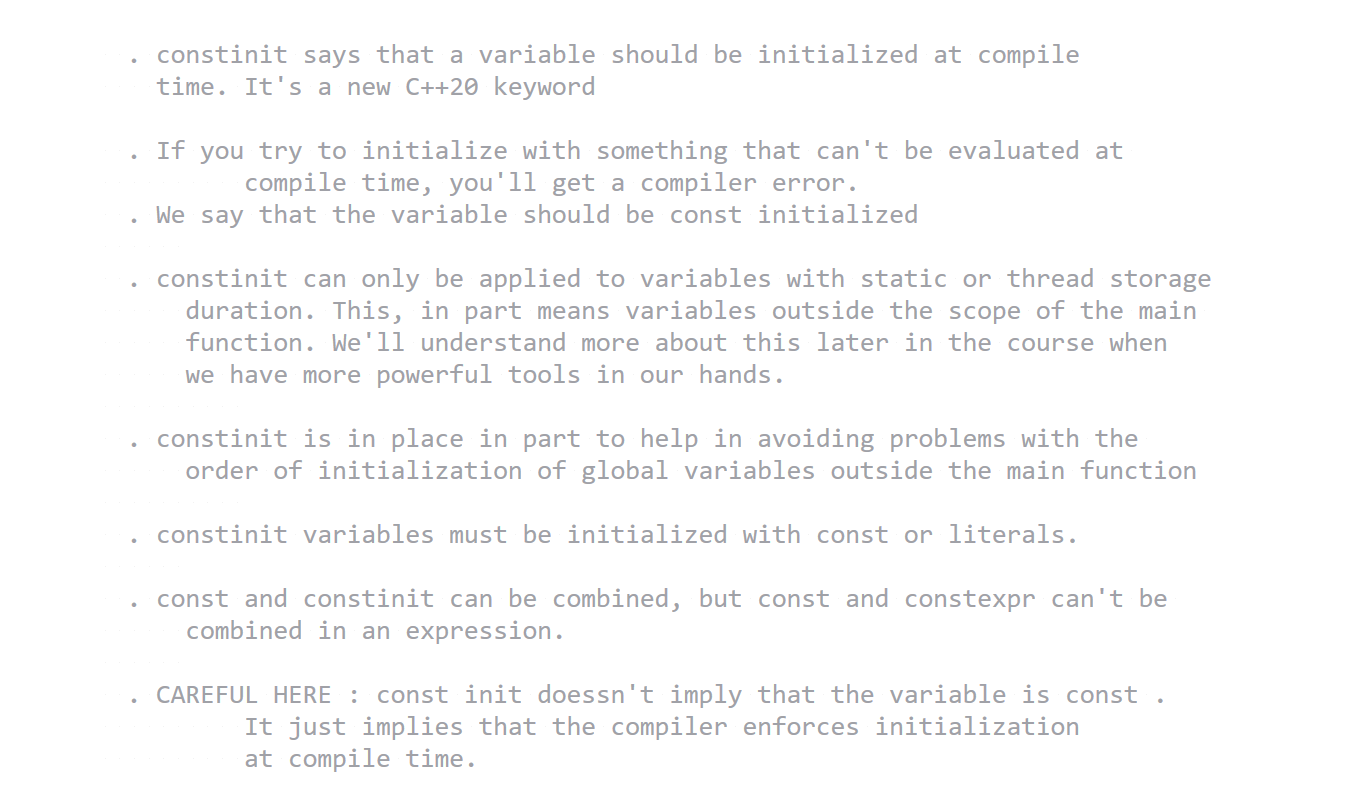 . constinit says that a variable should be initialized at compile
time. It's a new C++20 keyword
. If you try to initialize with something that can't be evaluated at
compile time, you'll get a compiler error.
. We say that the variable should be const initialized
. constinit can only be applied to variables with static or thread storage
duration. This, in part means variables outside the scope of the main
function. We'll understand more about this later in the course when
we have more powerful tools in our hands.
. constinit is in place in part to help in avoiding problems with the
order of initialization of global variables outside the main function
. constinit variables must be initialized with const or literals.
. const and constinit can be combined, but const and constexpr can't be
combined in an expression.
. CAREFUL HERE : const init doessn't imply that the variable is const .
It just implies that the compiler enforces initialization
at compile time.